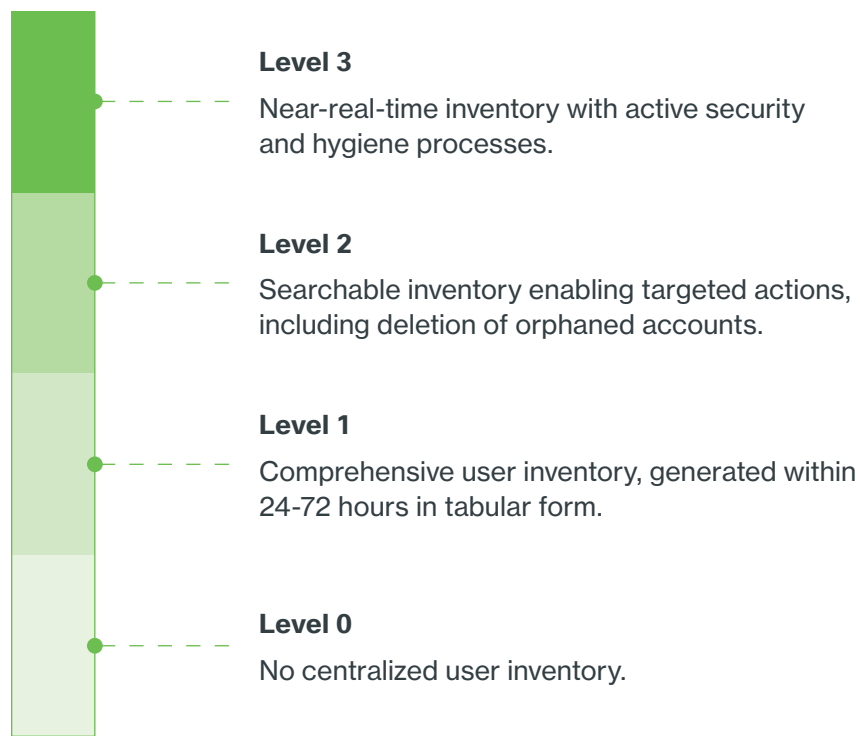 Level 3
Near-real-time inventory with active security
and hygiene processes.
Level 2
Searchable inventory enabling targeted actions,
including deletion of orphaned accounts.
Level 1
Comprehensive user inventory, generated within
24-72 hours in tabular form.
Level 0
No centralized user inventory.